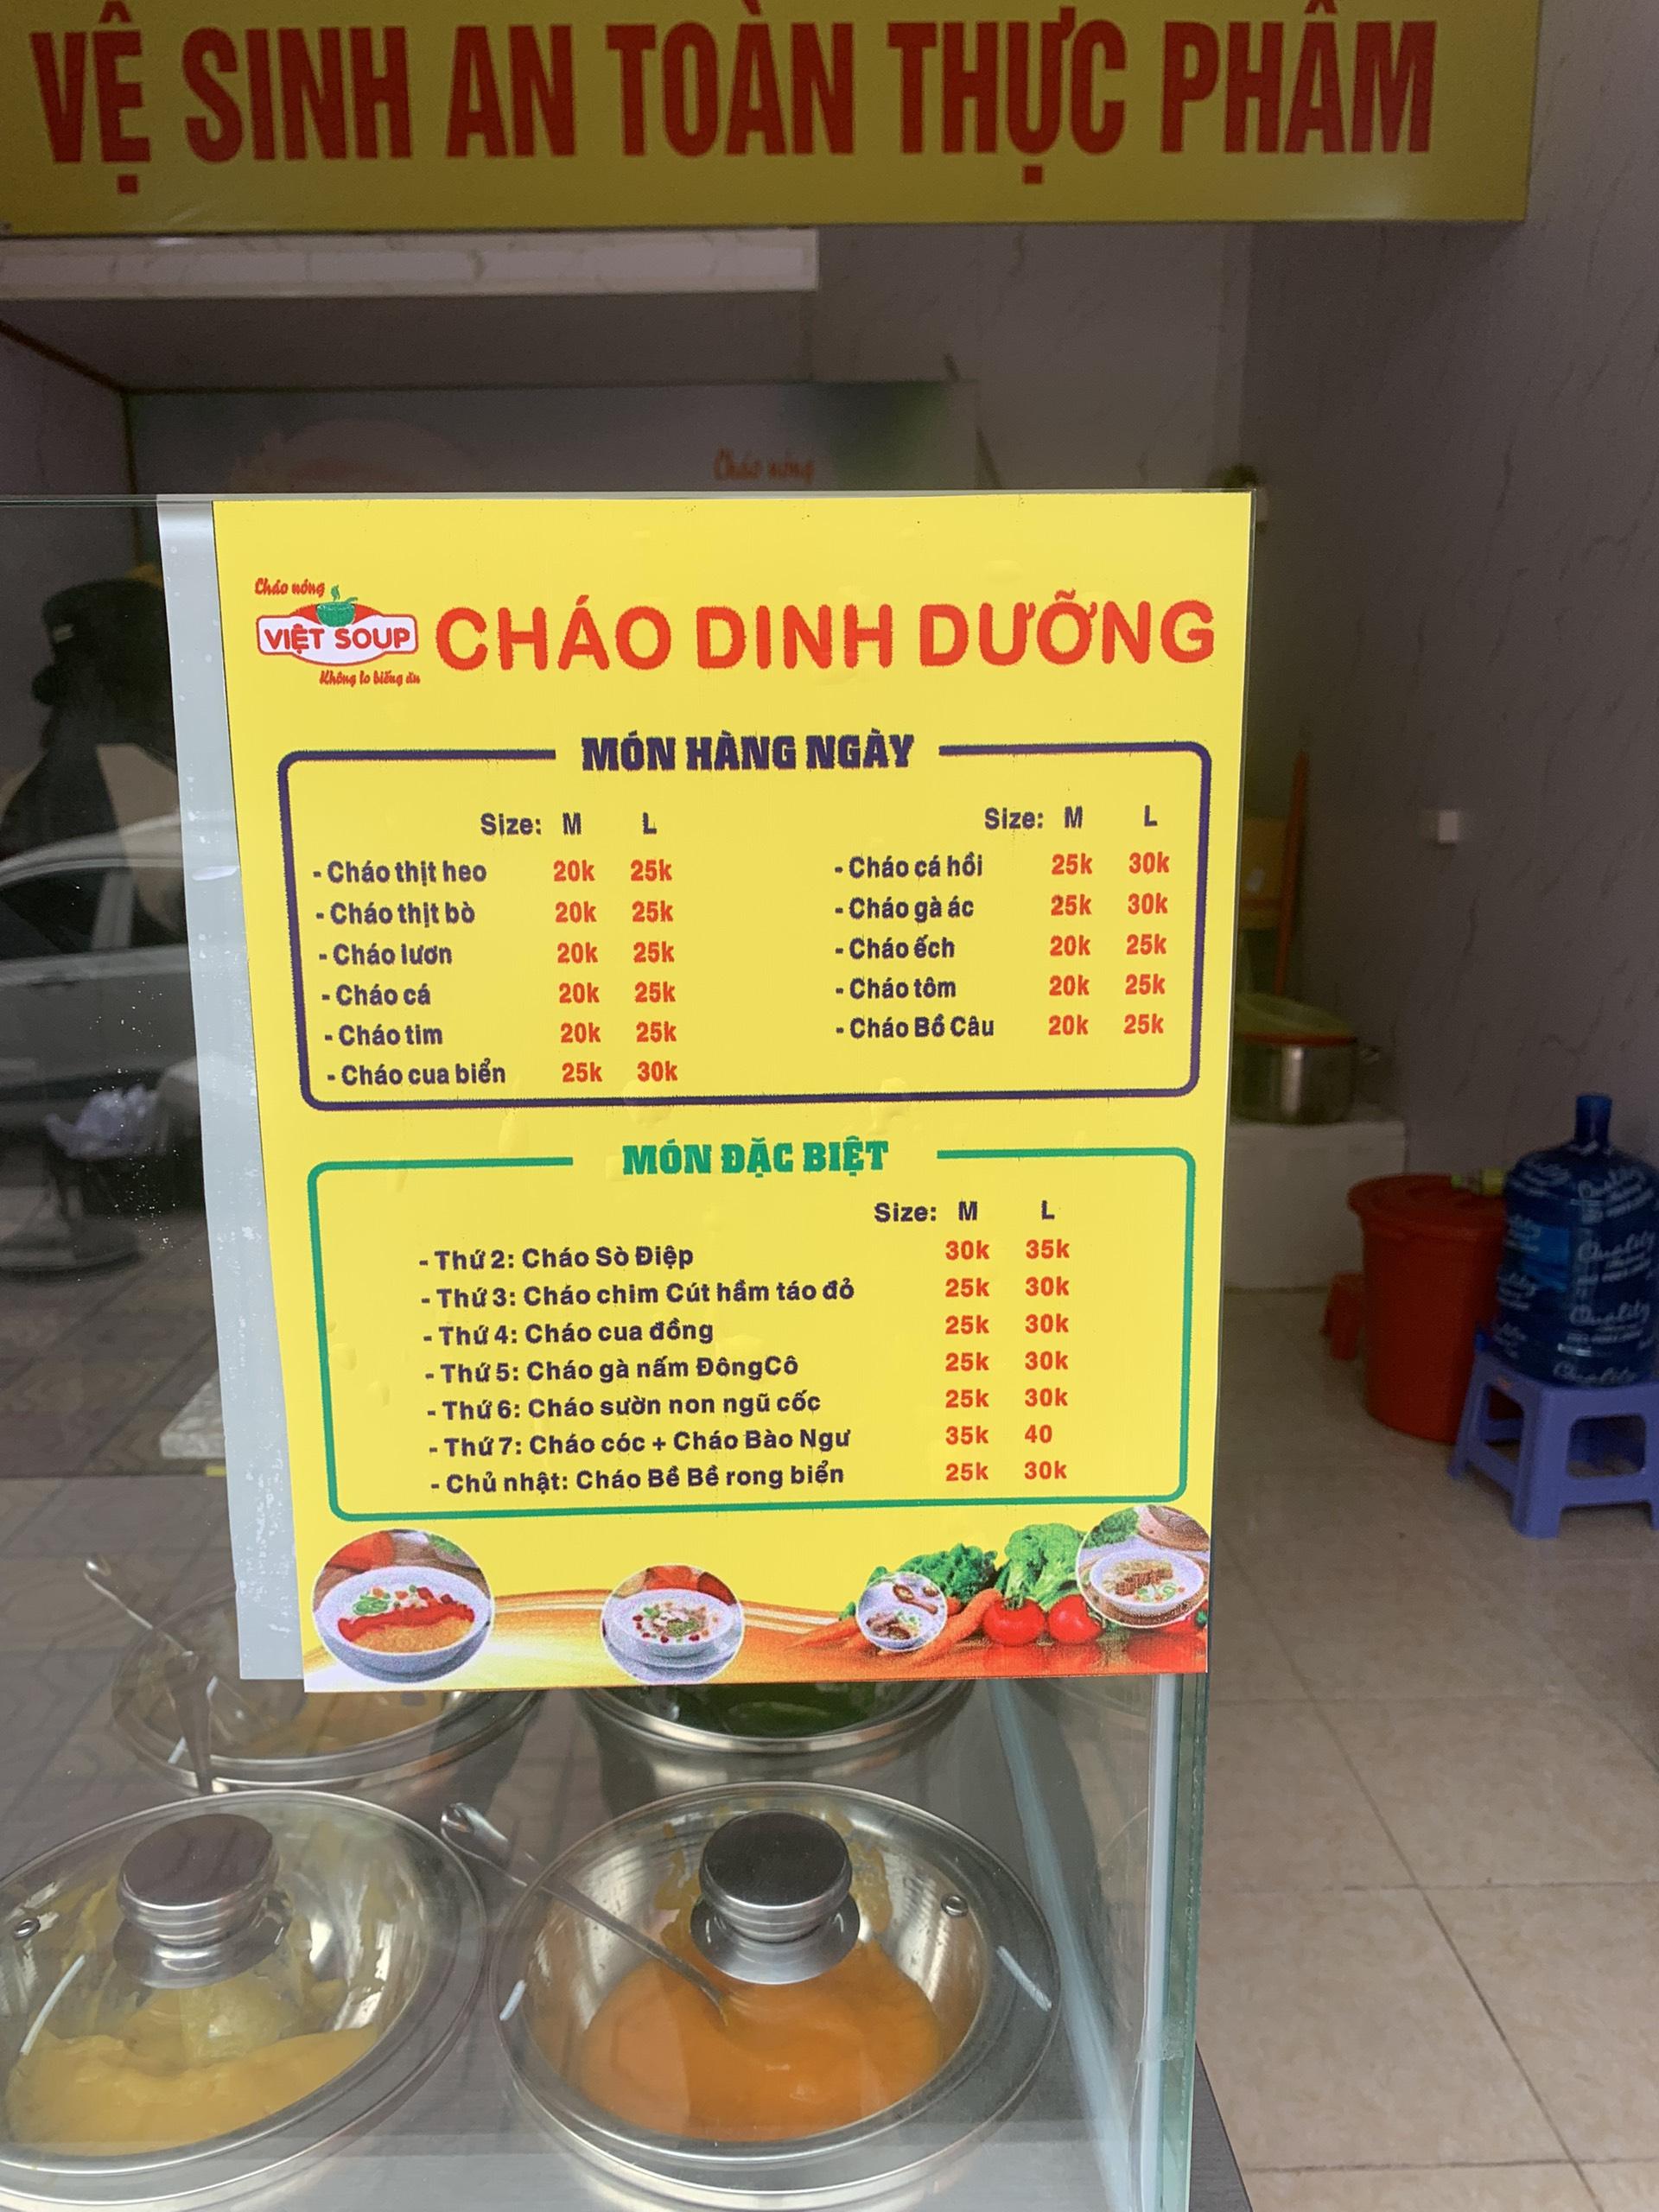 VỆ SINH AN TOÀN THỰC PHẨM
Cháo nóng
Cháo nóng
VIỆT SOUP
Không lo biếng ăn
CHÁO DINH DƯỠNG
MÓN HÀNG NGÀY
Size: M L
- Cháo thịt heo 20k 25k
- Cháo thịt bò 20k 25k
- Cháo lươn 20k 25k
- Cháo cá 20k 25k
- Cháo tim 20k 25k
- Cháo cua biển 25k 30k
Size: M L
- Cháo cá hồi 25k 30k
- Cháo gà ác 25k 30k
- Cháo ếch 20k 25k
- Cháo tôm 20k 25k
- Cháo Bồ Câu 20k 25k
MÓN ĐẶC BIỆT
Size: M L
- Thứ 2: Cháo Sò Điệp 30k 35k
- Thứ 3: Cháo chim Cút hầm táo đỏ 25k 30k
- Thứ 4: Cháo cua đồng 25k 30k
- Thứ 5: Cháo gà nấm ĐôngCô 25k 30k
- Thứ 6: Cháo sườn non ngũ cốc 25k 30k
- Thứ 7: Cháo cóc + Cháo Bào Ngư 35k 40
- Chủ nhật: Cháo Bề Bề rong biển 25k 30k
Quality
Quality
Quality
Quality